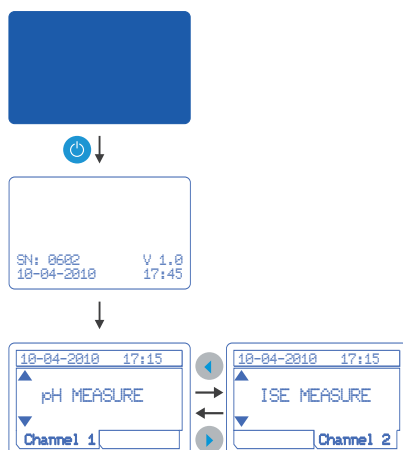 SN: 0602 V 1.0
10-04-2010 17:45
10-04-2010 17:15
pH MEASURE
Channel 1
10-04-2010 17:15
ISE MEASURE
Channel 2